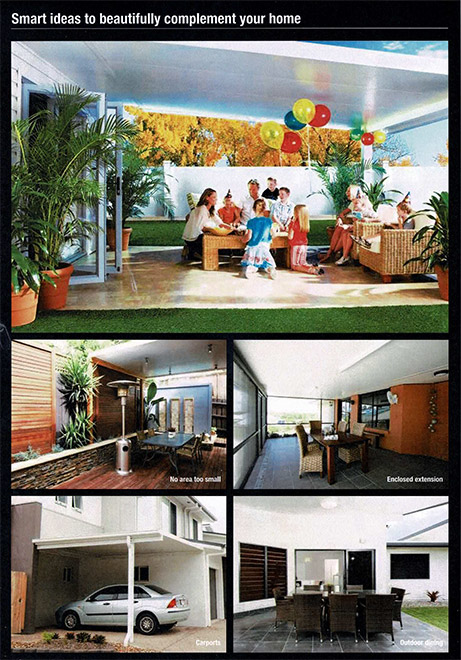 Smart ideas to beautifully complement your home
No area too small
Enclosed extension
Carports
Outdoor dining